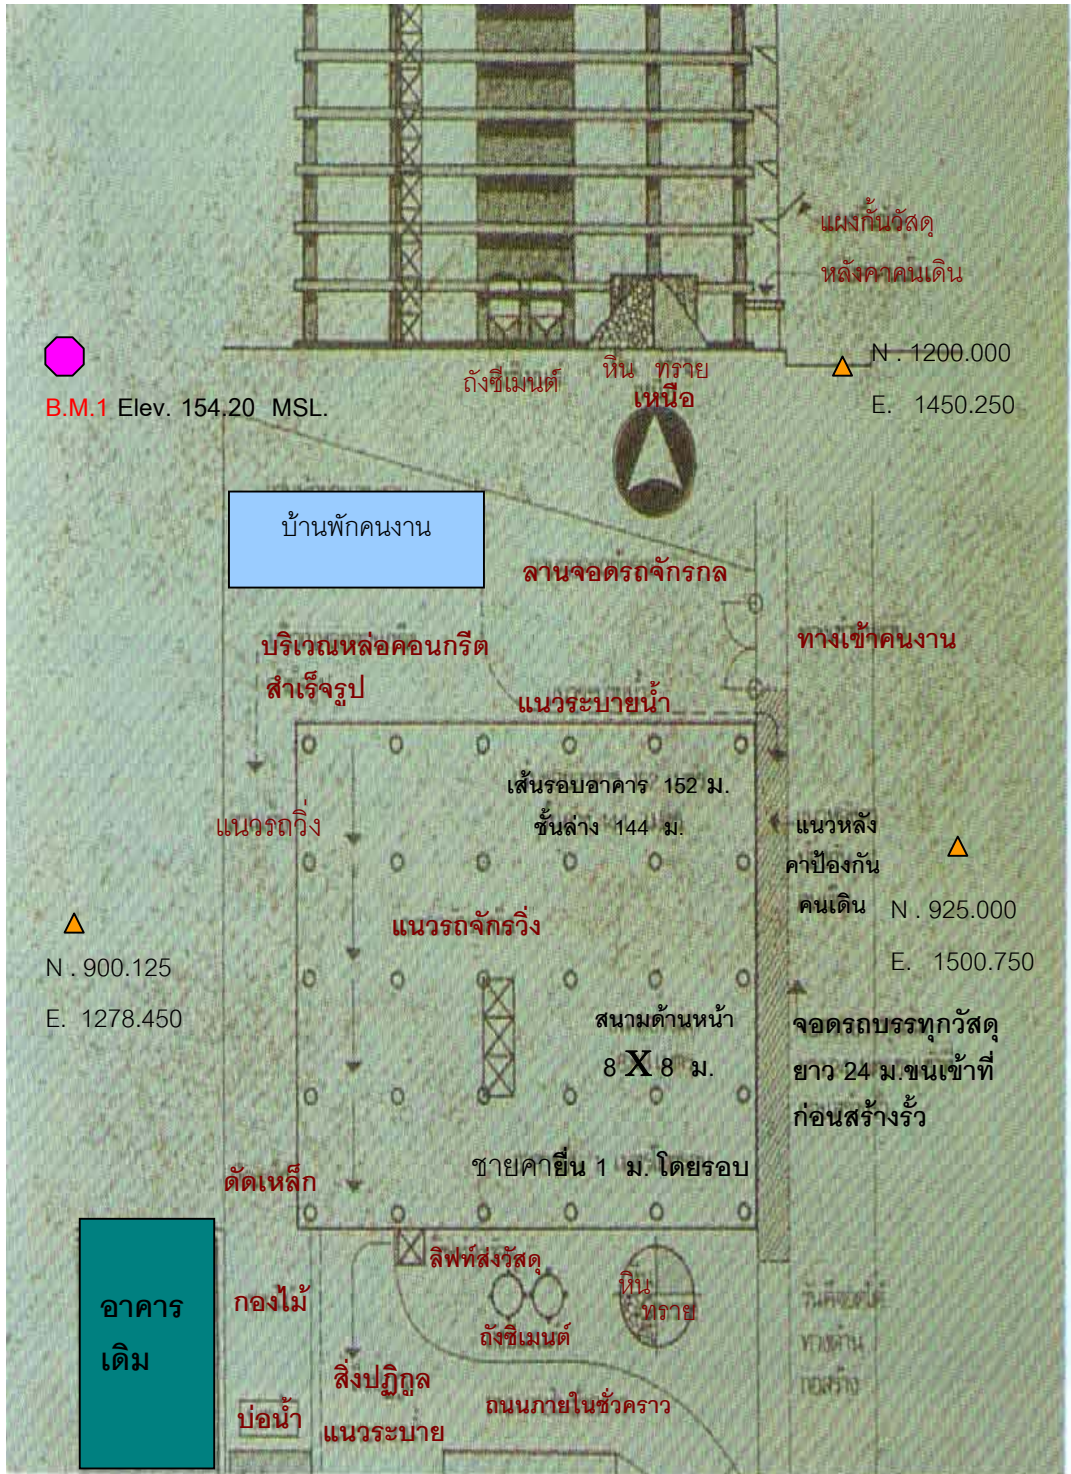 แผงกั้นวัสดุ
หลังคาคนเดิน
ถังซีเมนต์
หิน ทราย
เหนือ
N . 1200.000
E. 1450.250
B.M.1 Elev. 154.20 MSL.
บ้านพักคนงาน
ลานจอดรถจักรกล
บริเวณหล่อคอนกรีต
สำเร็จรูป
ทางเข้าคนงาน
แนวระบายน้ำ
เส้นรอบอาคาร 152 ม.
ชั้นล่าง 144 ม.
แนวรถวิ่ง
แนวหลัง
คาป้องกัน
คนเดิน
แนวรถจักรวิ่ง
N . 925.000
E. 1500.750
N . 900.125
E. 1278.450
สนามด้านหน้า
8 X 8 ม.
จอดรถบรรทุกวัสดุ
ยาว 24 ม.ขนเข้าที่
ก่อนสร้างรั้ว
ชายคายื่น 1 ม. โดยรอบ
ดัดเหล็ก
ลิฟท์ส่งวัสดุ
อาคาร
เดิม
กองไม้
หิน
ทราย
ถังซีเมนต์
สิ่งปฏิกูล
ถนนภายในชั่วคราว
บ่อน้ำ
แนวระบาย